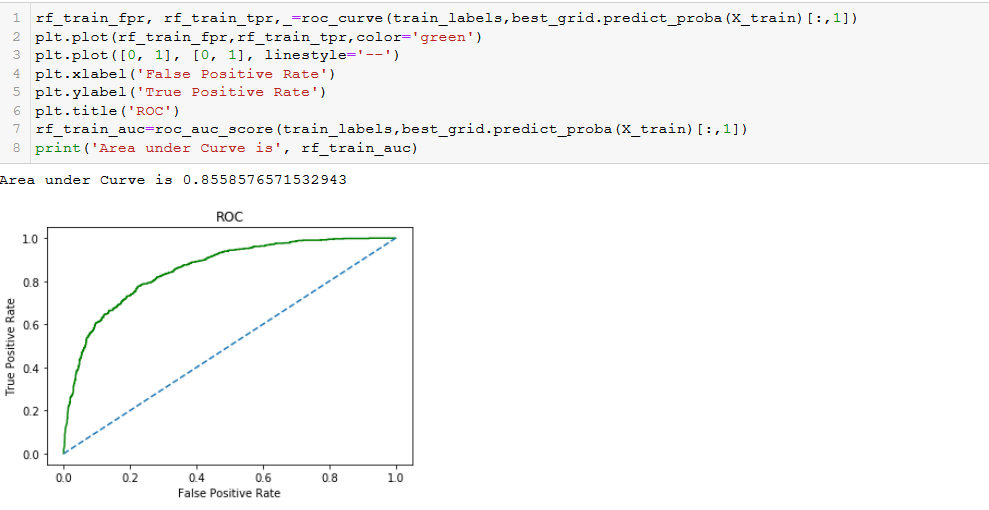 1 rf_train_fpr, rf_train_tpr,_=roc_curve(train_labels,best_grid.predict_proba(X_train)[:,1])
2 plt.plot(rf_train_fpr,rf_train_tpr,color='green')
3 plt.plot([0, 1], [0, 1], linestyle='--')
4 plt.xlabel('False Positive Rate')
5 plt.ylabel('True Positive Rate')
6 plt.title('ROC')
7 rf_train_auc=roc_auc_score(train_labels,best_grid.predict_proba(X_train)[:,1])
8 print('Area under Curve is', rf_train_auc)
Area under Curve is 0.8558576571532943
ROC
True Positive Rate
1.0
0.8
0.6
0.4
0.2
0.0
0.0 0.2 0.4 0.6 0.8 1.0
False Positive Rate